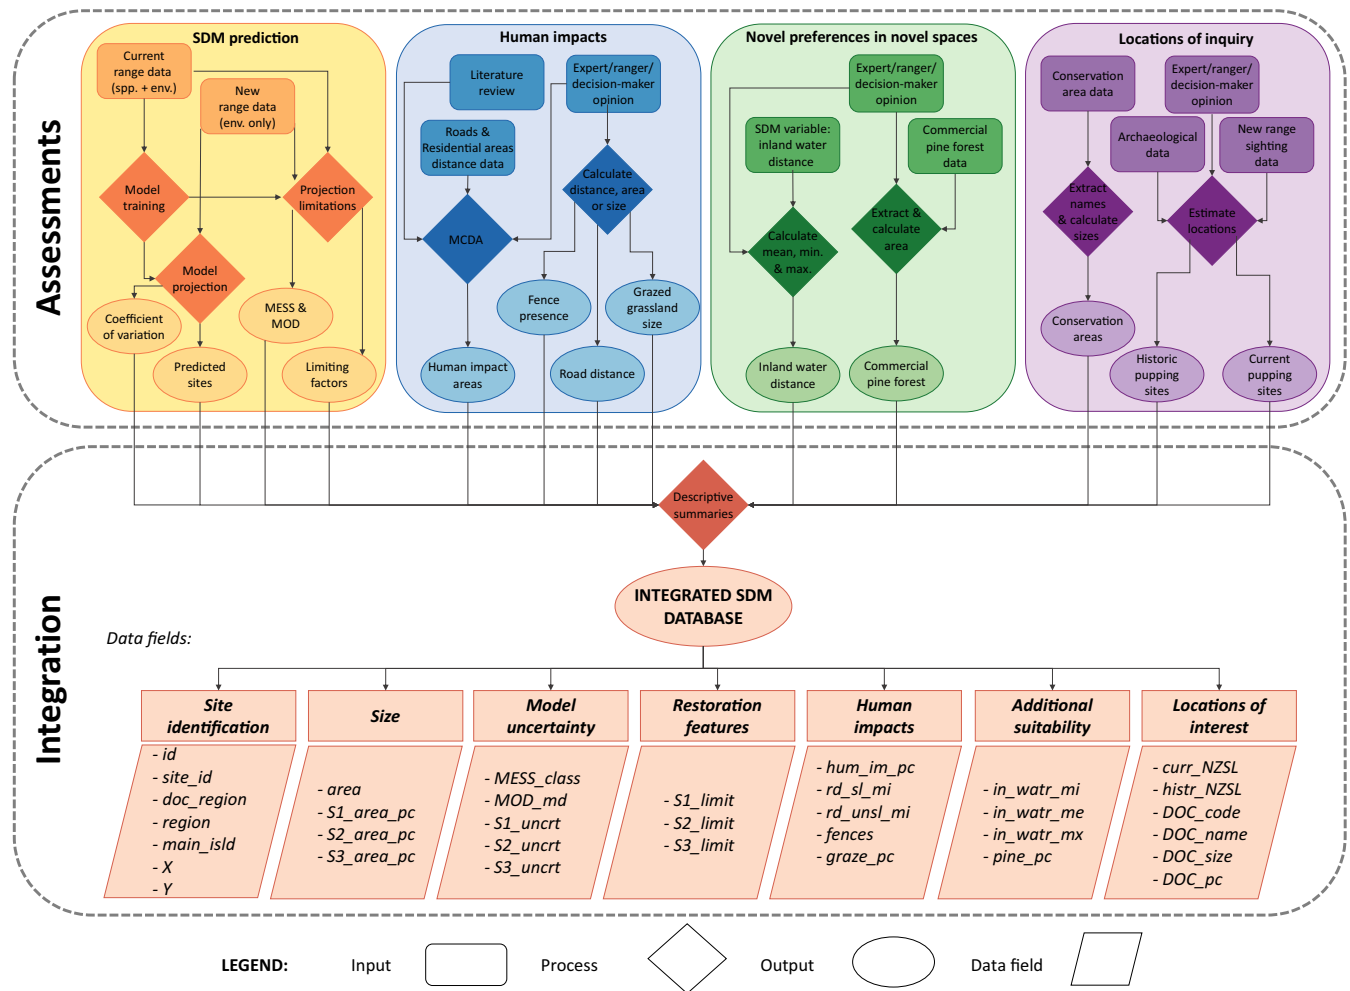 Assessments
SDM prediction
Current
range data
(spp. + env.)
New
range data
(env. only)
Model
training
Projection
limitations
Model
projection
Coefficient
of variation
MESS &
MOD
Predicted
sites
Limiting
factors
Human impacts
Literature
review
Expert/ranger/
decision-maker
opinion
Roads &
Residential areas
distance data
Calculate
distance, area
or size
MCDA
Fence
presence
Grazed
grassland
size
Human impact
areas
Road distance
Novel preferences in novel spaces
Expert/ranger/
decision-maker
opinion
SDM variable:
inland water
distance
Commercial
pine forest
data
Calculate
mean, min.
& max.
Extract &
calculate
area
Inland water
distance
Commercial
pine forest
Locations of inquiry
Conservation
area data
Expert/ranger/
decision-maker
opinion
Archaeological
data
New range
sighting
data
Extract
names
& calculate
sizes
Estimate
locations
Conservation
areas
Historic
pupping
sites
Current
pupping
sites
Integration
Descriptive
summaries
INTEGRATED SDM
DATABASE
Data fields:
Site
identification
- id
- site_id
- doc_region
- region
- main_isld
- X
- Y
Size
- area
- S1_area_pc
- S2_area_pc
- S3_area_pc
Model
uncertainty
- MESS_class
- MOD_md
- S1_uncrt
- S2_uncrt
- S3_uncrt
Restoration
features
- S1_limit
- S2_limit
- S3_limit
Human
impacts
- hum_im_pc
- rd_sl_mi
- rd_unsl_mi
- fences
- graze_pc
Additional
suitability
- in_watr_mi
- in_watr_me
- in_watr_mx
- pine_pc
Locations of
interest
- curr_NZSL
- histr_NZSL
- DOC_code
- DOC_name
- DOC_size
- DOC_pc
LEGEND:
Input
Process
Output
Data field